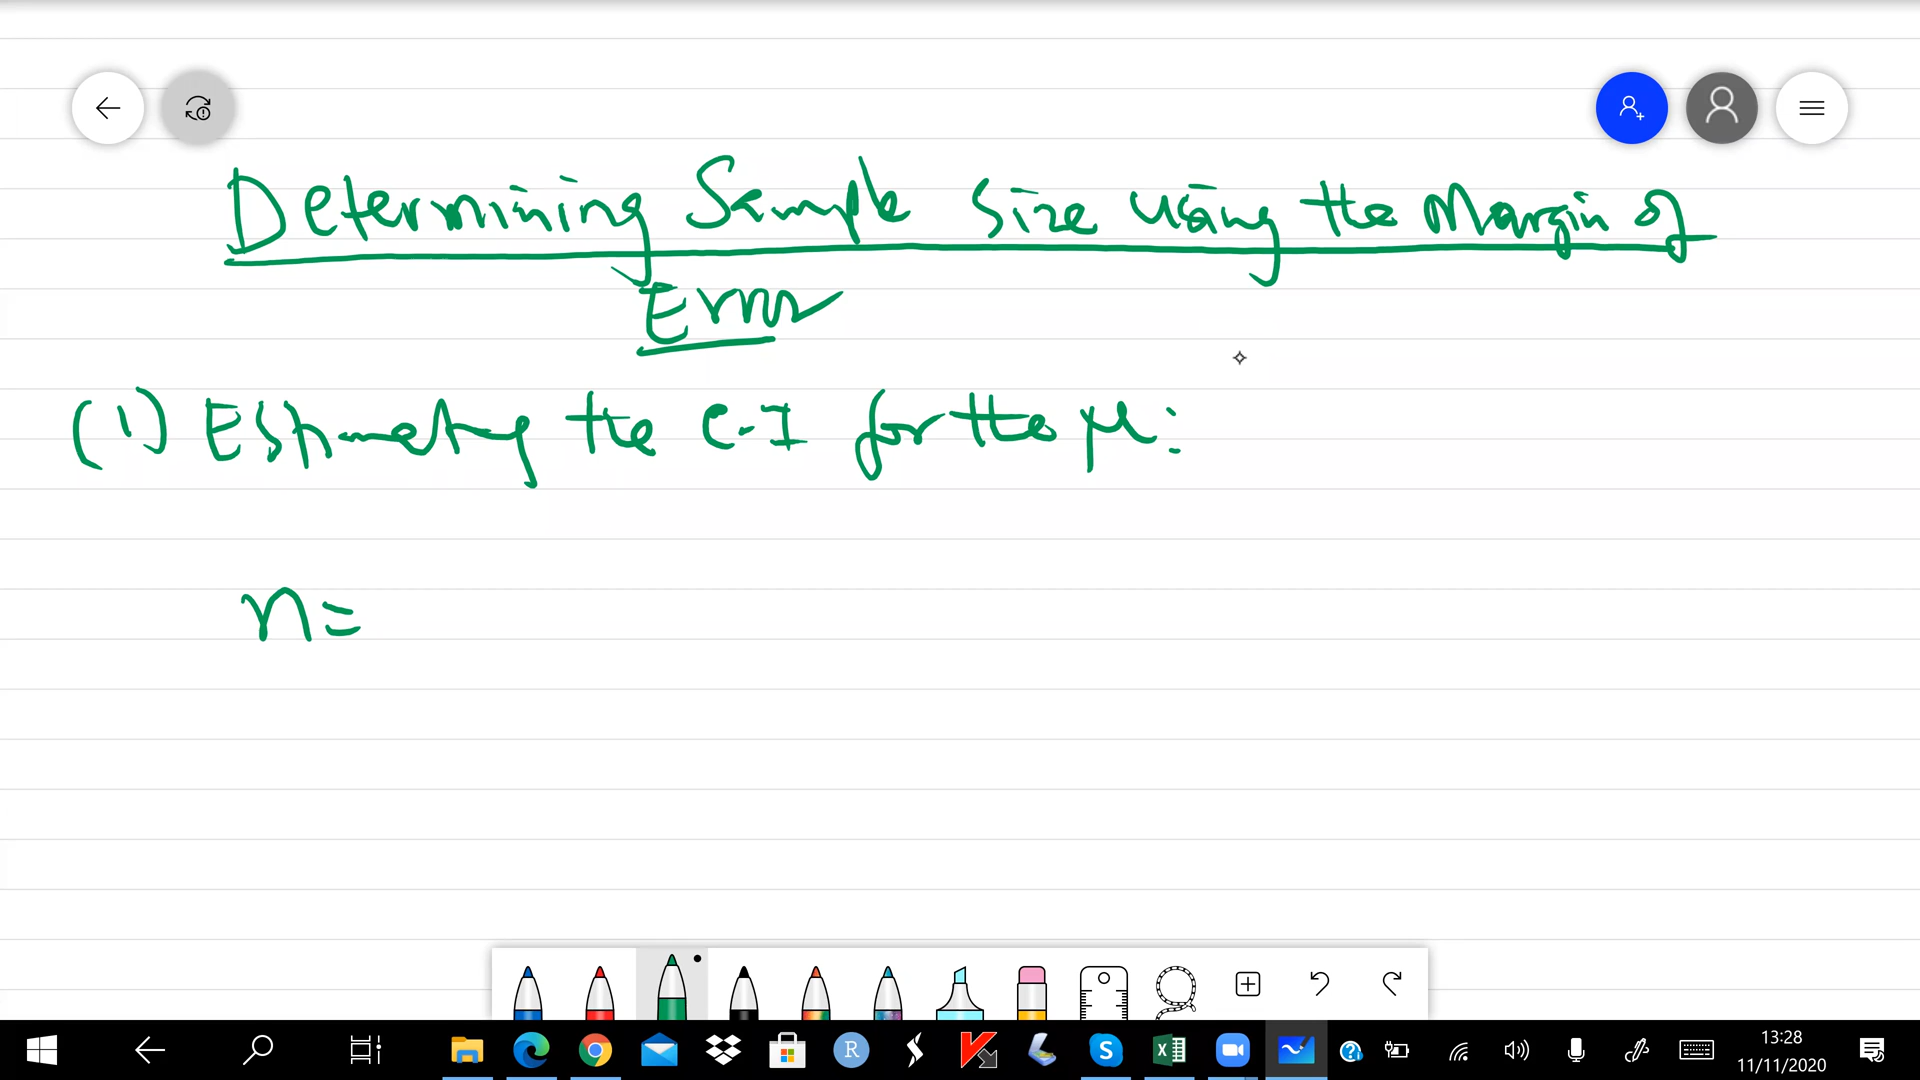 Determining Sample Size using the Margin of
Error
(1) Estimating the C.I for the μ:
n=
R
S
X
13:28
11/11/2020